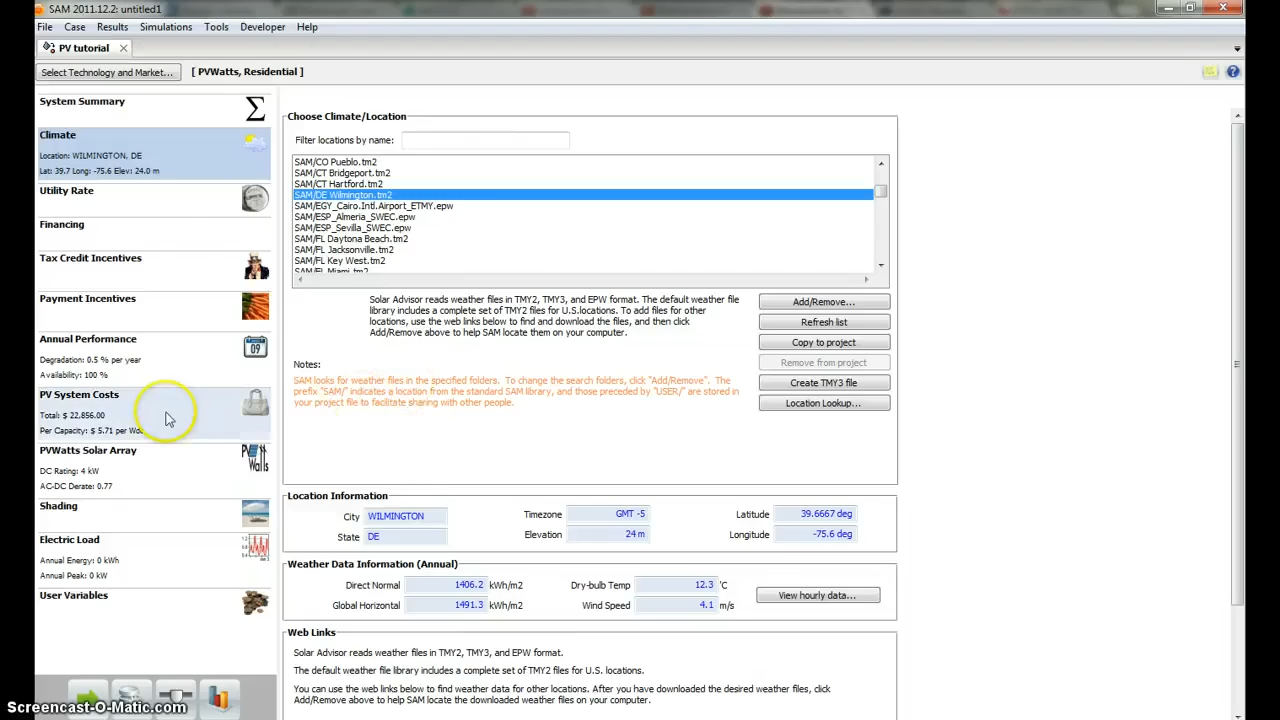 SAM 2011.12.2: untitled1
File Case Results Simulations Tools Developer Help
PV tutorial
Select Technology and Market... [ PVWatts, Residential ]
System Summary
Climate
Location: WILMINGTON, DE
Lat: 39.7 Long: -75.6 Elev: 24.0 m
Utility Rate
Financing
Tax Credit Incentives
Payment Incentives
Annual Performance
Degradation: 0.5 % per year
Availability: 100 %
PV System Costs
Total: $ 22,856.00
Per Capacity: $ 5.71 per Wdc
PVWatts Solar Array
DC Rating: 4 kW
AC-DC Derate: 0.77
Shading
Electric Load
Annual Energy: 0 kWh
Annual Peak: 0 kW
User Variables
Choose Climate/Location
Filter locations by name:
SAM/CO Pueblo.tm2
SAM/CT Bridgeport.tm2
SAM/CT Hartford.tm2
SAM/DE Wilmington.tm2
SAM/EGY_Cairo.Intl.Airport_ETMY.epw
SAM/ESP_Almeria_SWEC.epw
SAM/ESP_Sevilla_SWEC.epw
SAM/FL Daytona Beach.tm2
SAM/FL Jacksonville.tm2
SAM/FL Key West.tm2
SAM/FL Miami.tm2
Solar Advisor reads weather files in TMY2, TMY3, and EPW format. The default weather file
library includes a complete set of TMY2 files for U.S.locations. To add files for other
locations, use the web links below to find and download the files, and then click
Add/Remove above to help SAM locate them on your computer.
Add/Remove...
Refresh list
Copy to project
Remove from project
Create TMY3 file
Location Lookup...
Notes:
SAM looks for weather files in the specified folders. To change the search folders, click "Add/Remove". The
prefix "SAM/" indicates a location from the standard SAM library, and those preceded by "USER/" are stored in
your project file to facilitate sharing with other people.
Location Information
City WILMINGTON Timezone GMT -5 Latitude 39.6667 deg
State DE Elevation 24 m Longitude -75.6 deg
Weather Data Information (Annual)
Direct Normal 1406.2 kWh/m2 Dry-bulb Temp 12.3 'C
Global Horizontal 1491.3 kWh/m2 Wind Speed 4.1 m/s
View hourly data...
Web Links
Solar Advisor reads weather files in TMY2, TMY3, and EPW format.
The default weather file library includes a complete set of TMY2 files for U.S. locations.
You can use the web links below to find weather data for other locations. After you have downloaded the desired weather files, click
Add/Remove above to help SAM locate the downloaded weather files on your computer.
09
PV Watts
Screencast-O-Matic.com